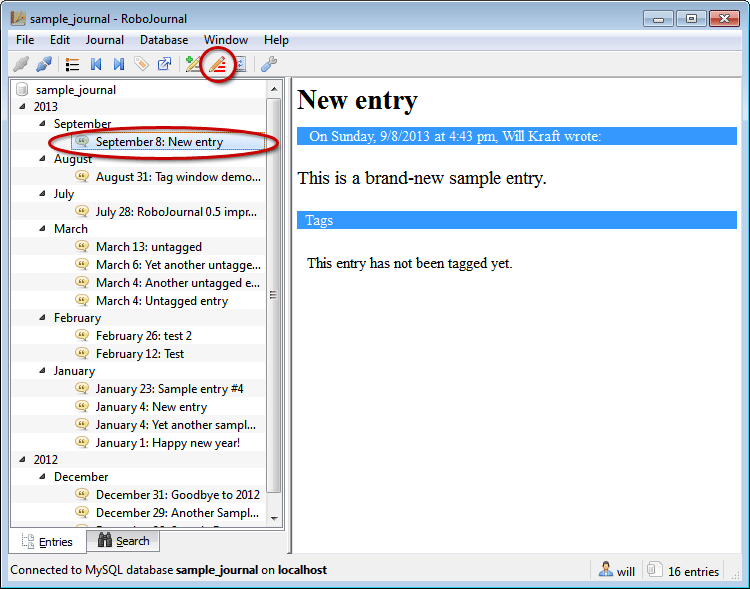 sample_journal - RoboJournal
File Edit Journal Database Window Help
sample_journal
2013
September
September 8: New entry
August
August 31: Tag window demo...
July
July 28: RoboJournal 0.5 impr...
March
March 13: untagged
March 6: Yet another untagge...
March 4: Another untagged e...
March 4: Untagged entry
February
February 26: test 2
February 12: Test
January
January 23: Sample entry #4
January 4: New entry
January 4: Yet another sampl...
January 1: Happy new year!
2012
December
December 31: Goodbye to 2012
December 29: Another Sampl...
Entries Search
New entry
On Sunday, 9/8/2013 at 4:43 pm, Will Kraft wrote:
This is a brand-new sample entry.
Tags
This entry has not been tagged yet.
Connected to MySQL database sample_journal on localhost
will 16 entries